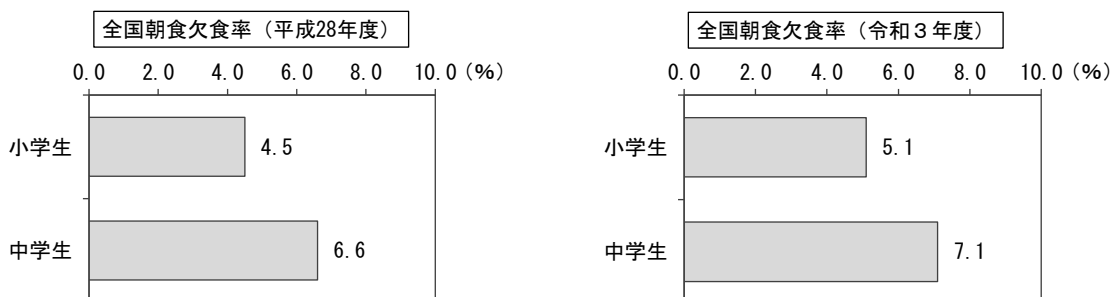 全国朝食欠食率（平成28年度）
0.0 2.0 4.0 6.0 8.0 10.0（%）
小学生 4.5
中学生 6.6
全国朝食欠食率（令和３年度）
0.0 2.0 4.0 6.0 8.0 10.0（%）
小学生 5.1
中学生 7.1